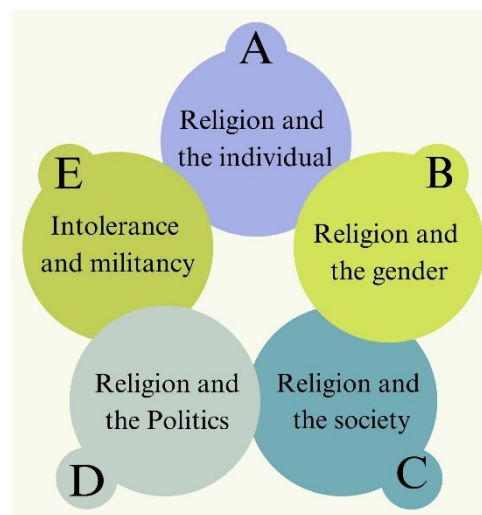 A
Religion and
the individual
B
Religion and
the gender
C
Religion and
the society
D
Religion and
the Politics
E
Intolerance
and militancy